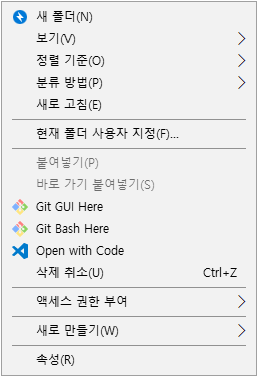 새 폴더(N)
보기(V)
정렬 기준(O)
분류 방법(P)
새로 고침(E)
현재 폴더 사용자 지정(F)...
붙여넣기(P)
바로 가기 붙여넣기(S)
Git GUI Here
Git Bash Here
Open with Code
삭제 취소(U) Ctrl+Z
액세스 권한 부여
새로 만들기(W)
속성(R)